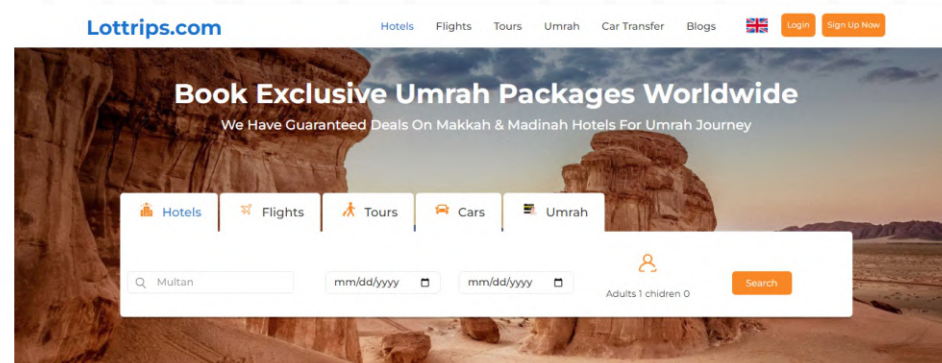 Lottrips.com Hotels Flights Tours Umrah Car Transfer Blogs Login Sign Up Now
Book Exclusive Umrah Packages Worldwide
We Have Guaranteed Deals On Makkah & Madinah Hotels For Umrah Journey
Hotels Flights Tours Cars Umrah
Multan mm/dd/yyyy mm/dd/yyyy Adults 1 chidren 0 Search